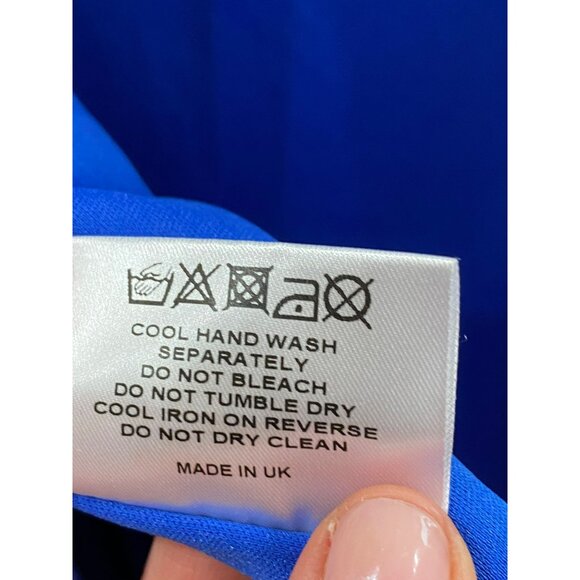 COOL HAND WASH
SEPARATELY
DO NOT BLEACH
DO NOT TUMBLE DRY
COOL IRON ON REVERSE
DO NOT DRY CLEAN
MADE IN UK